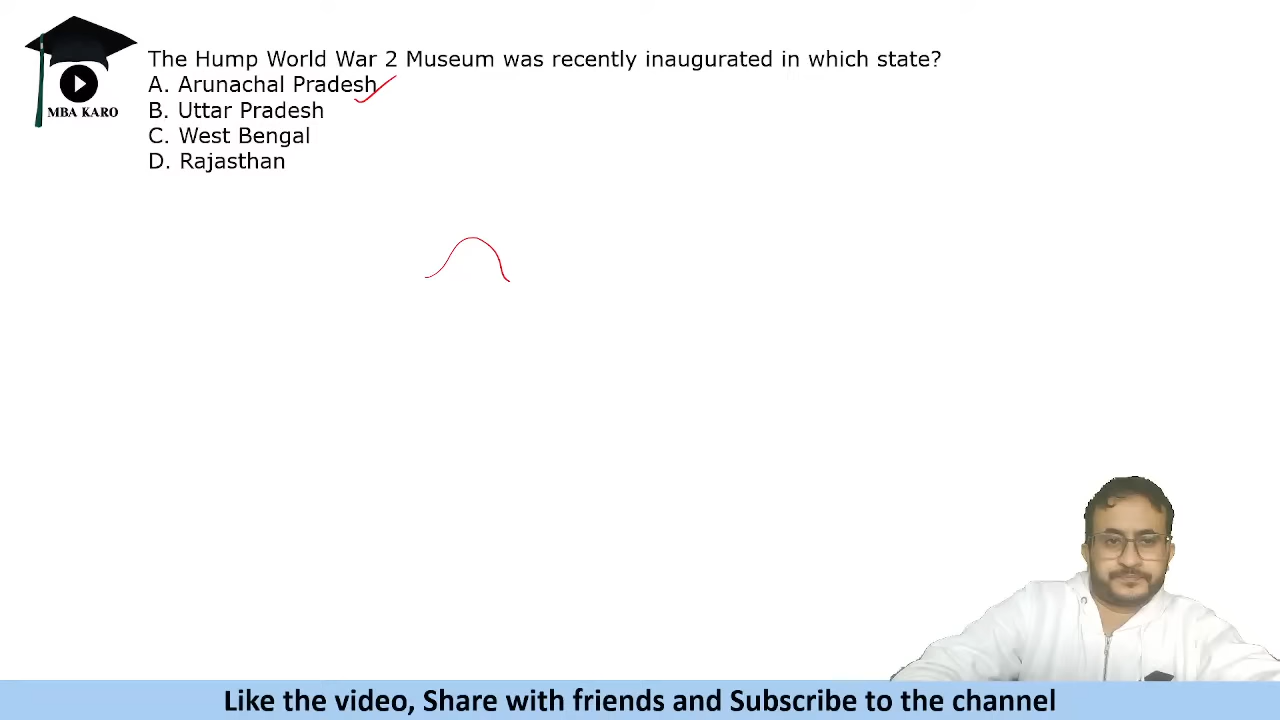 The Hump World War 2 Museum was recently inaugurated in which state?
A. Arunachal Pradesh
B. Uttar Pradesh
C. West Bengal
D. Rajasthan
MBA KARO
Like the video, Share with friends and Subscribe to the channel